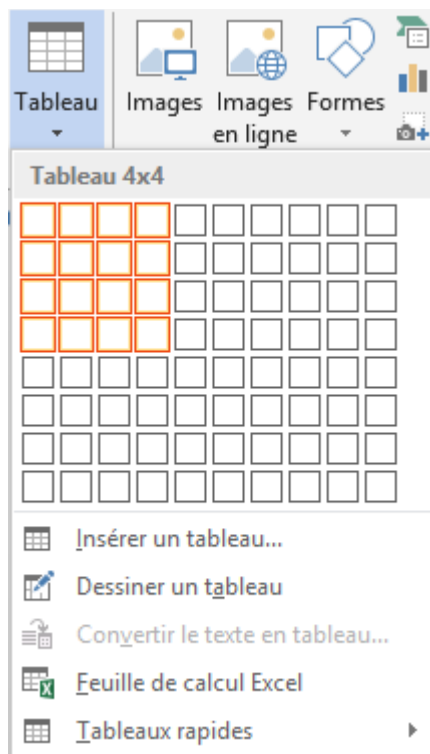 Tableau
Images
Images
en ligne
Formes
Tableau 4x4
Insérer un tableau...
Dessiner un tableau
Convertir le texte en tableau...
Feuille de calcul Excel
Tableaux rapides